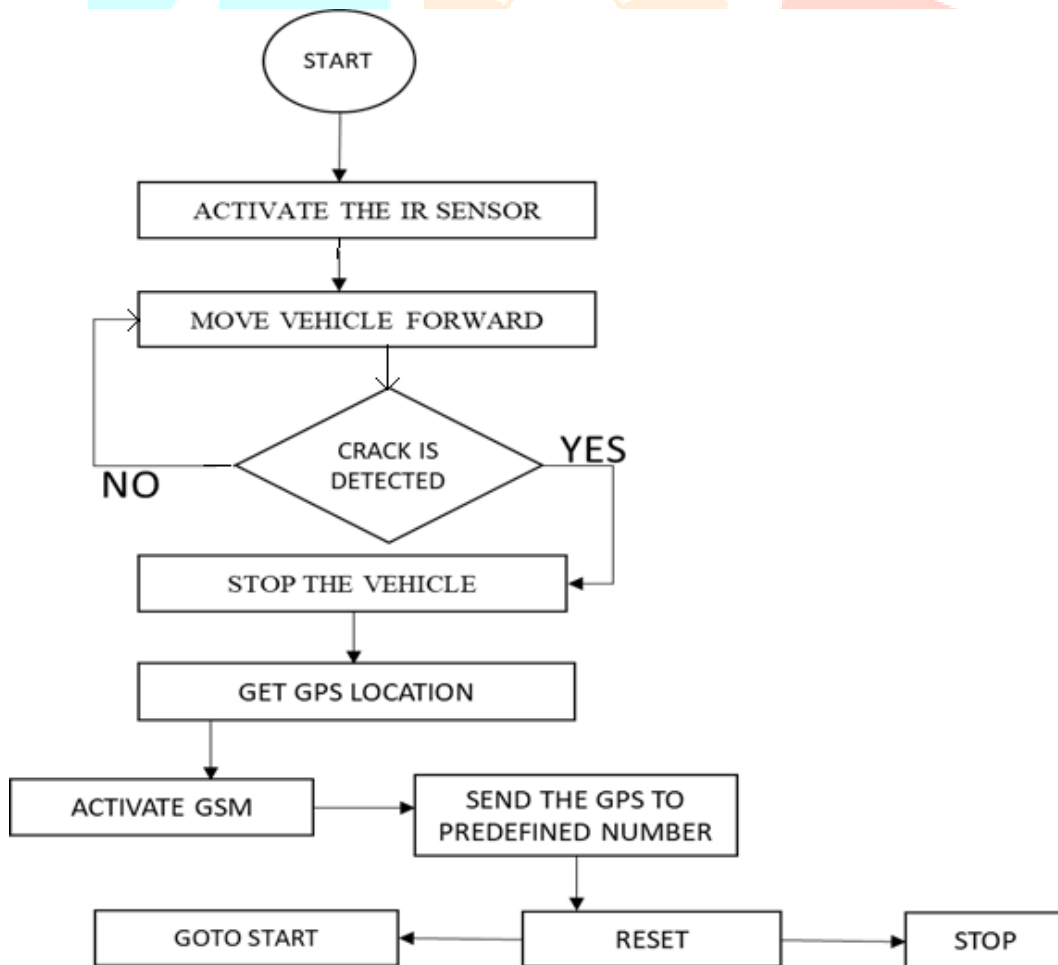 START
ACTIVATE THE IR SENSOR
MOVE VEHICLE FORWARD
CRACK IS
DETECTED
YES
NO
STOP THE VEHICLE
GET GPS LOCATION
ACTIVATE GSM
SEND THE GPS TO
PREDEFINED NUMBER
GOTO START
RESET
STOP